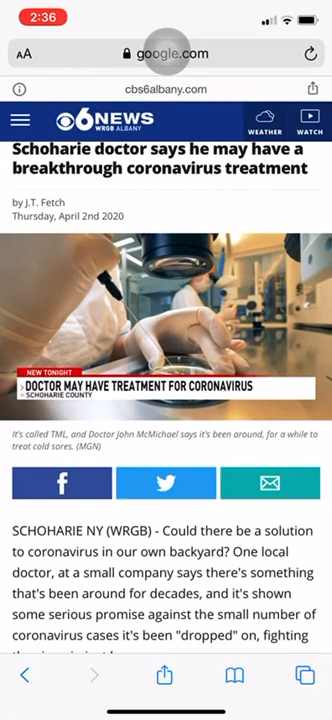 2:36
AA
google.com
cbs6albany.com
6NEWS
WRGB ALBANY
WEATHER
WATCH
Schoharie doctor says he may have a
breakthrough coronavirus treatment
by J.T. Fetch
Thursday, April 2nd 2020
NEW TONIGHT
DOCTOR MAY HAVE TREATMENT FOR CORONAVIRUS
SCHOHARIE COUNTY
It's called TML, and Doctor John McMichael says it's been around, for a while to
treat cold sores. (MGN)
SCHOHARIE NY (WRGB) - Could there be a solution
to coronavirus in our own backyard? One local
doctor, at a small company says there's something
that's been around for decades, and it's shown
some serious promise against the small number of
coronavirus cases it's been "dropped" on, fighting